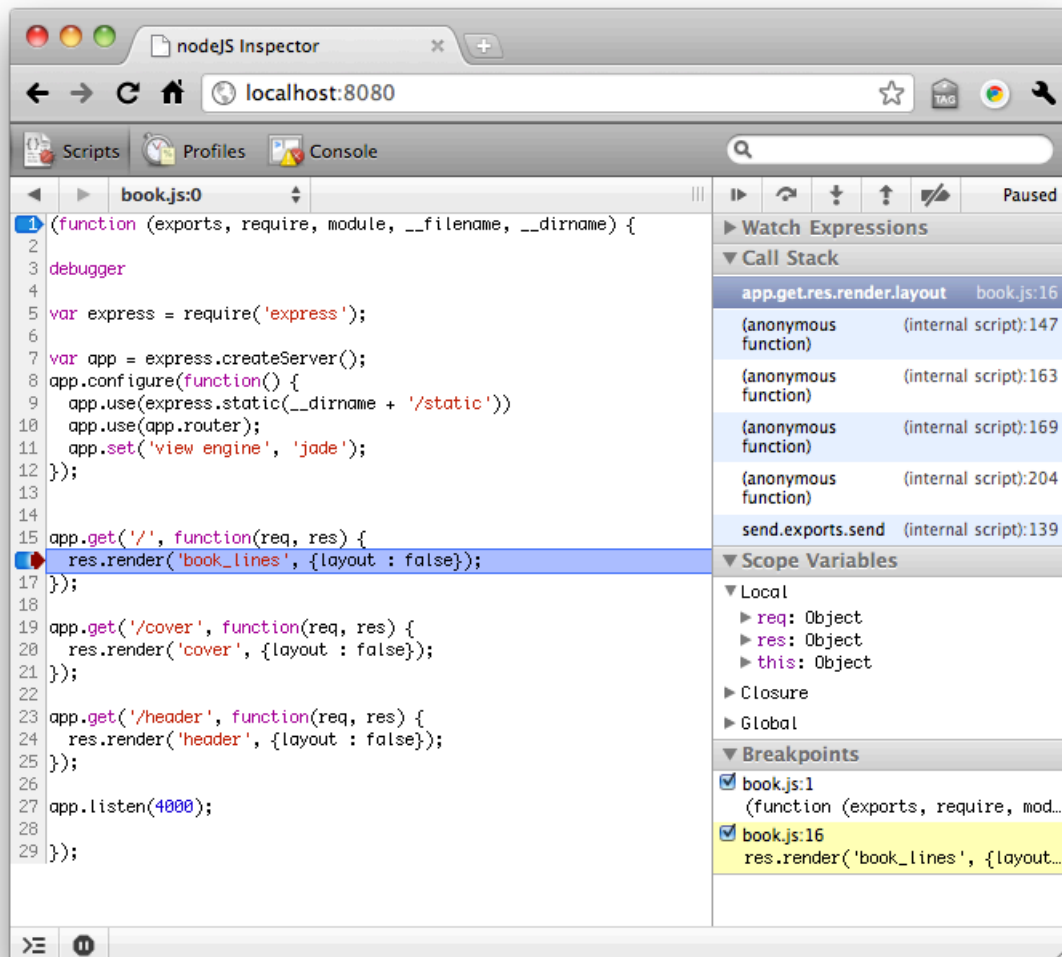 nodeJS Inspector
localhost:8080
TAG
Scripts Profiles Console
book.js:0 Paused
1 (function (exports, require, module, __filename, __dirname) {
2
3 debugger
4
5 var express = require('express');
6
7 var app = express.createServer();
8 app.configure(function() {
9   app.use(express.static(__dirname + '/static'))
10   app.use(app.router);
11   app.set('view engine', 'jade');
12 });
13
14
15 app.get('/', function(req, res) {
  res.render('book_lines', {layout : false});
17 });
18
19 app.get('/cover', function(req, res) {
20   res.render('cover', {layout : false});
21 });
22
23 app.get('/header', function(req, res) {
24   res.render('header', {layout : false});
25 });
26
27 app.listen(4000);
28
29 });
Watch Expressions
Call Stack
app.get.res.render.layout book.js:16
(anonymous function) (internal script):147
(anonymous function) (internal script):163
(anonymous function) (internal script):169
(anonymous function) (internal script):204
send.exports.send (internal script):139
Scope Variables
Local
req: Object
res: Object
this: Object
Closure
Global
Breakpoints
book.js:1
(function (exports, require, mod…
book.js:16
res.render('book_lines', {layout…